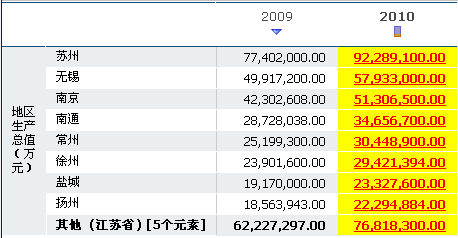 2009 2010
地区生产总值（万元）
苏州 77,402,000.00 92,289,100.00
无锡 49,917,200.00 57,933,000.00
南京 42,302,608.00 51,306,500.00
南通 28,728,038.00 34,656,700.00
常州 25,199,300.00 30,448,900.00
徐州 23,901,600.00 29,421,394.00
盐城 19,170,000.00 23,327,600.00
扬州 18,563,943.00 22,294,884.00
其他（江苏省）[5个元素] 62,227,297.00 76,818,300.00